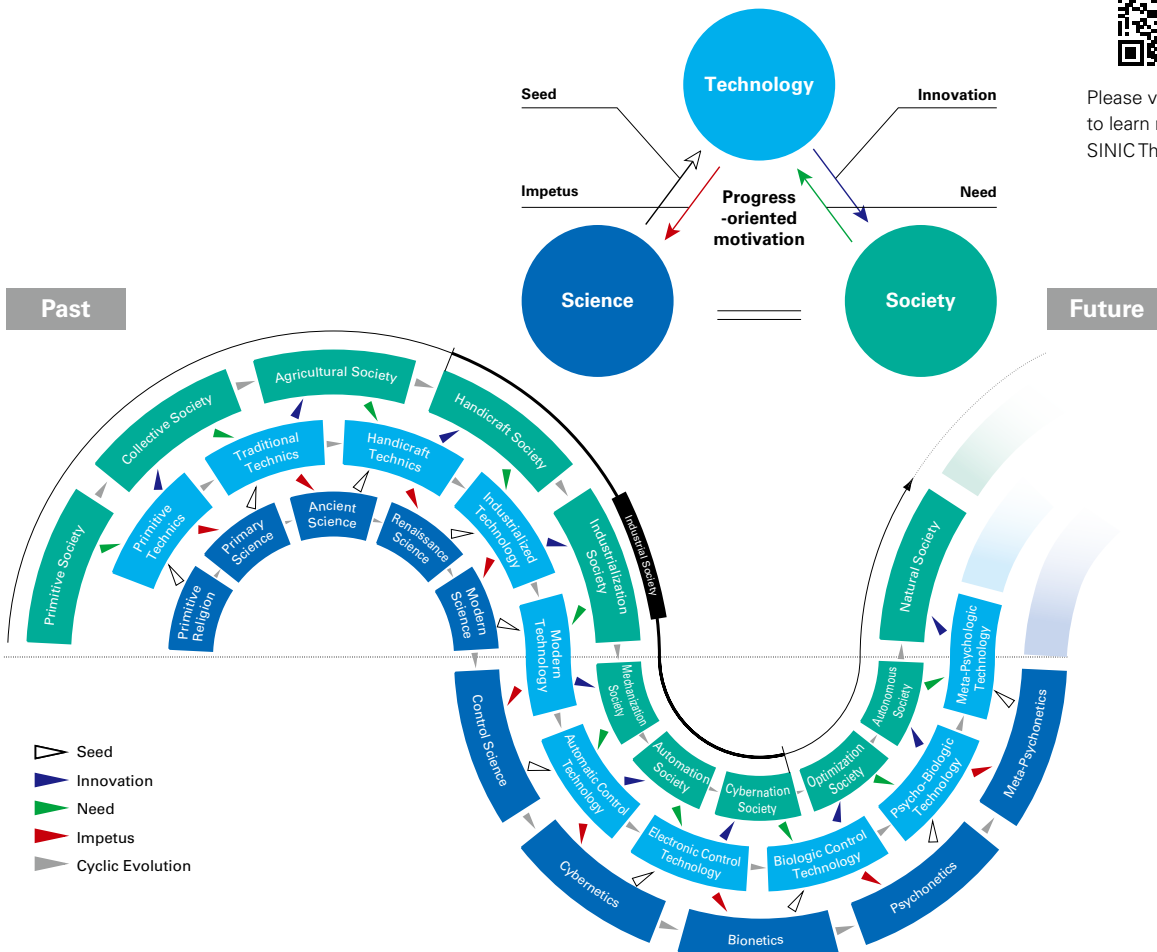 Technology
Seed
Innovation
Please v
to learn r
SINIC Th
Impetus
Progress
-oriented
motivation
Need
Science
Society
Past
Future
Agricultural Society
Collective Society
Handicraft Society
Traditional
Technics
Handicraft
Technics
Primitive Society
Primitive
Technics
Primary
Science
Ancient
Science
Renaissance
Science
Industrialized
Technology
Industrialization
Society
Industrial Society
Primitive
Religion
Modern
Science
Modern
Technology
Natural Society
Meta-Psychologic
Technology
Control Science
Mechanization
Society
Autonomous
Society
Meta-Psychonetics
Automatic Control
Technology
Automation
Society
Cybernation
Society
Optimization
Society
Psycho-Biologic
Technology
Electronic Control
Technology
Biologic Control
Technology
Cybernetics
Bionetics
Psychonetics
Seed
Innovation
Need
Impetus
Cyclic Evolution